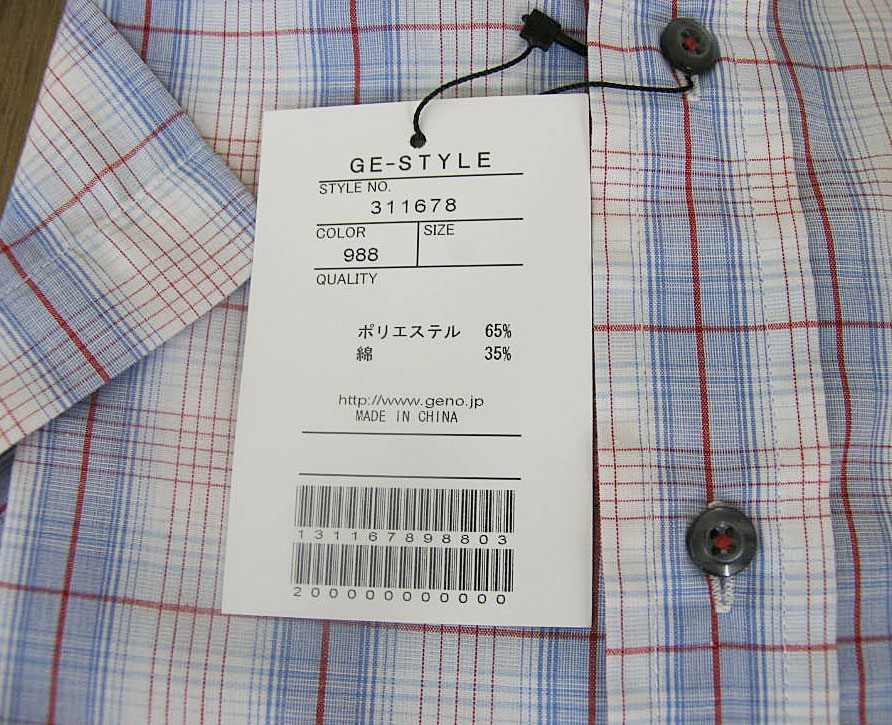 GE-STYLE
STYLE NO.
311678
COLOR SIZE
988
QUALITY
ポリエステル 65%
綿 35%
http://www.geno.jp
MADE IN CHINA
131167898803
2000000000000